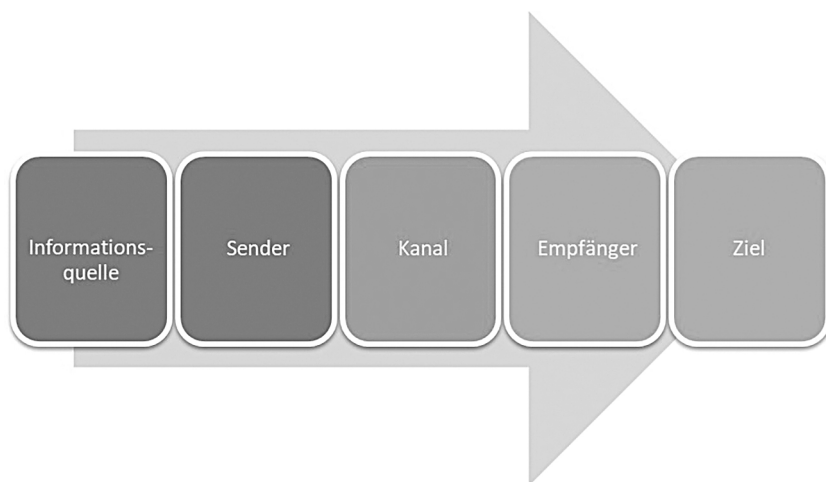 Informations-
quelle
Sender
Kanal
Empfänger
Ziel